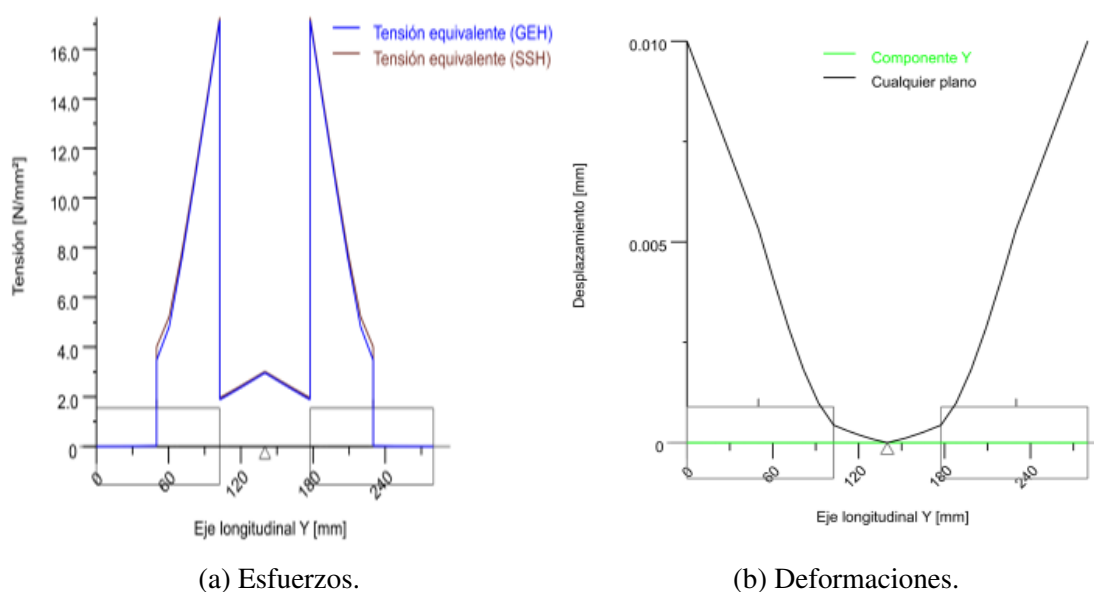 Tensión equivalente (GEH)
Tensión equivalente (SSH)
16.0
14.0
12.0
10.0
8.0
6.0
4.0
2.0
0
Tensión [N/mm²]
0
60
120
180
240
Eje longitudinal Y [mm]
(a) Esfuerzos.
0.010
Componente Y
Cualquier plano
0.005
0
Desplazamiento [mm]
0
60
120
180
240
Eje longitudinal Y [mm]
(b) Deformaciones.